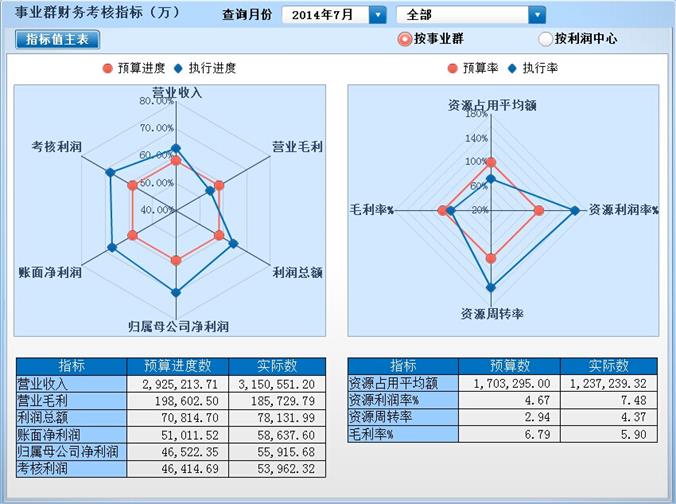 事业群财务考核指标（万）
查询月份 2014年7月 全部
指标值主表 按事业群 按利润中心
预算进度 执行进度
营业收入
80.00%
70.00%
60.00%
50.00%
40.00%
营业毛利
利润总额
归属母公司净利润
账面净利润
考核利润
预算率 执行率
资源占用平均额
180%
140%
100%
60%
20%
资源利润率%
资源周转率
毛利率%
指标 预算进度数 实际数
营业收入 2,925,213.71 3,150,551.20
营业毛利 198,602.50 185,729.79
利润总额 70,814.70 78,131.99
账面净利润 51,011.52 58,637.60
归属母公司净利润 46,522.35 55,915.68
考核利润 46,414.69 53,962.32
指标 预算数 实际数
资源占用平均额 1,703,295.00 1,237,239.32
资源利润率% 4.67 7.48
资源周转率 2.94 4.37
毛利率% 6.79 5.90